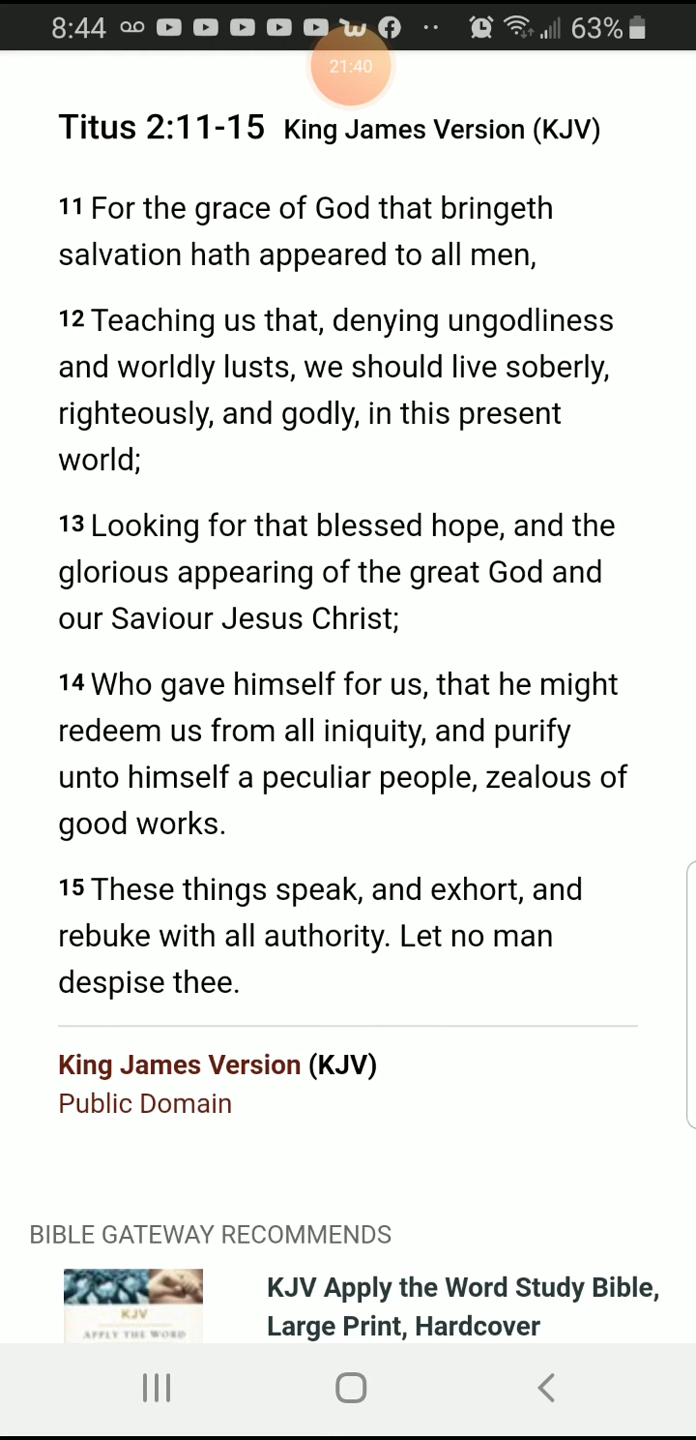 8:44 63%
21:40
Titus 2:11-15 King James Version (KJV)
11 For the grace of God that bringeth
salvation hath appeared to all men,
12 Teaching us that, denying ungodliness
and worldly lusts, we should live soberly,
righteously, and godly, in this present
world;
13 Looking for that blessed hope, and the
glorious appearing of the great God and
our Saviour Jesus Christ;
14 Who gave himself for us, that he might
redeem us from all iniquity, and purify
unto himself a peculiar people, zealous of
good works.
15 These things speak, and exhort, and
rebuke with all authority. Let no man
despise thee.
King James Version (KJV)
Public Domain
BIBLE GATEWAY RECOMMENDS
KJV
APPLY THE WORD
KJV Apply the Word Study Bible,
Large Print, Hardcover